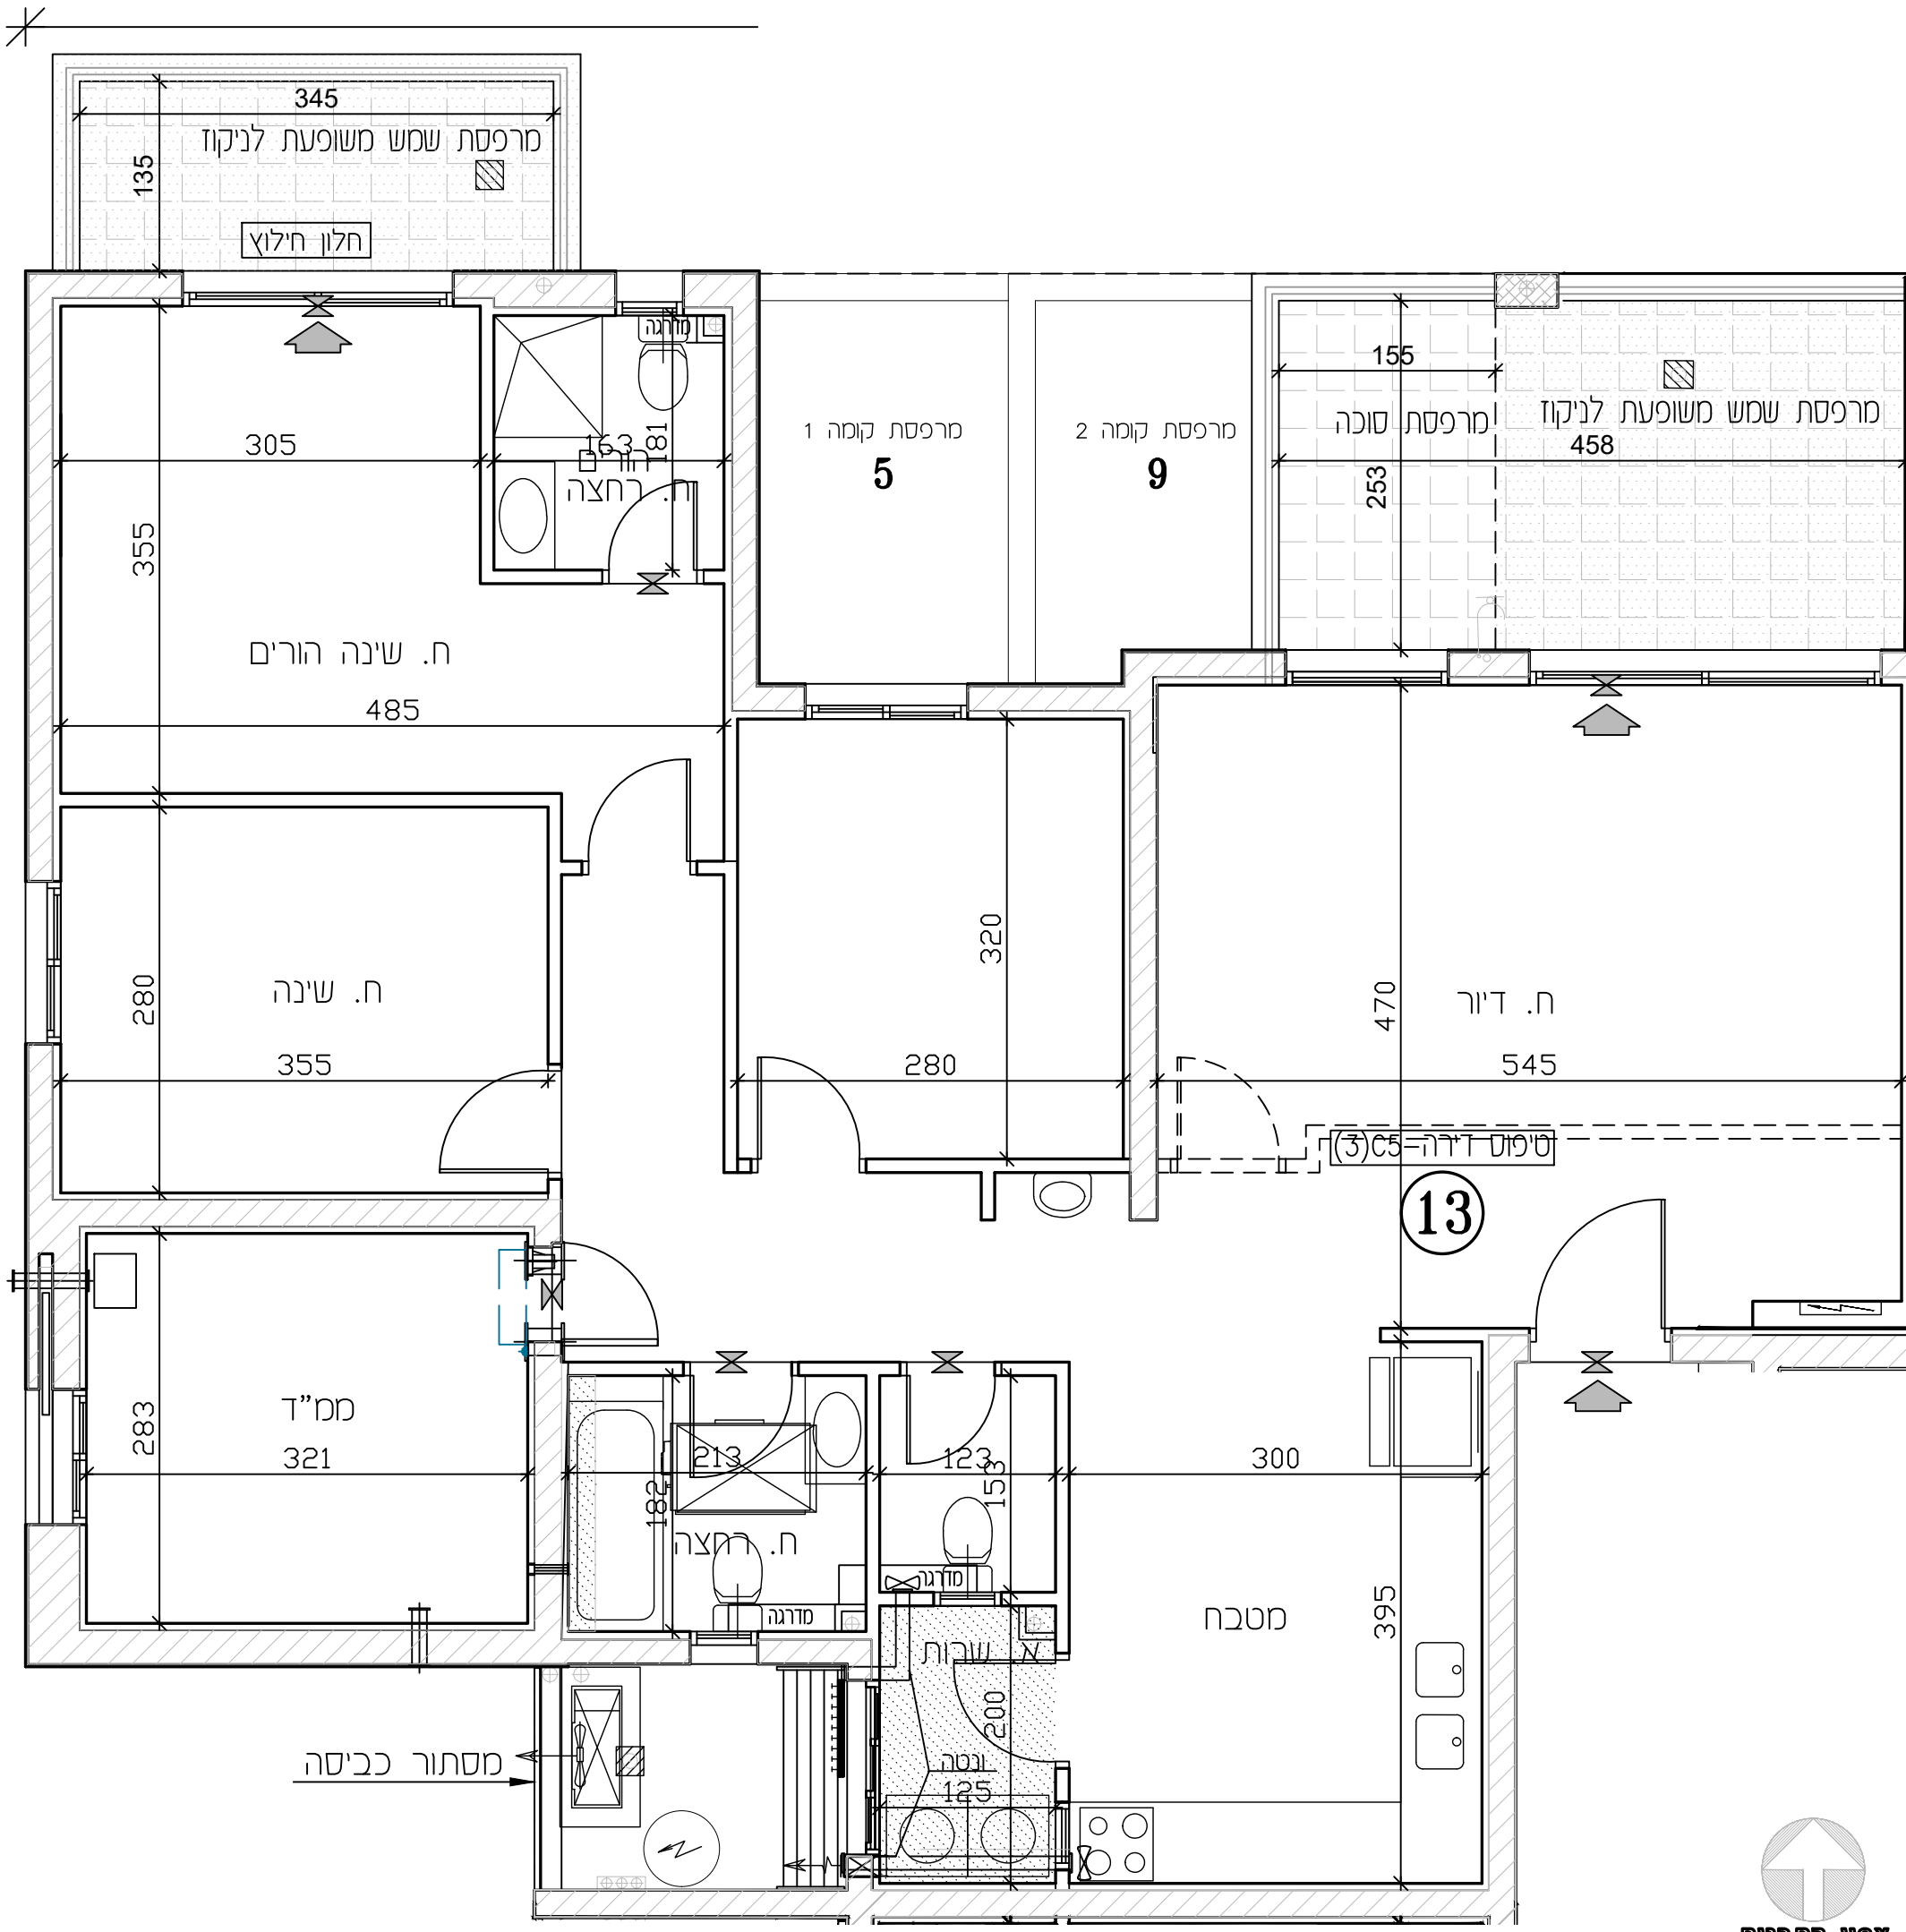 345
מרפסת שמש משופעת לניקוז
135
חלון חילוץ
מדרגה
305
163
181
הורים
ח. רחצה
355
ח. שינה הורים
485
מרפסת קומה 1
5
מרפסת קומה 2
9
155
מרפסת סוכה
מרפסת שמש משופעת לניקוז
458
253
280
ח. שינה
355
320
280
470
ח. דיור
545
טיפוס דירה-C5(3)
13
ממ"ד
283
321
213
182
ח. רחצה
מדרגה
123
153
מדרגה
300
מטבח
395
א. שרות
200
ונטה
125
מסתור כביסה